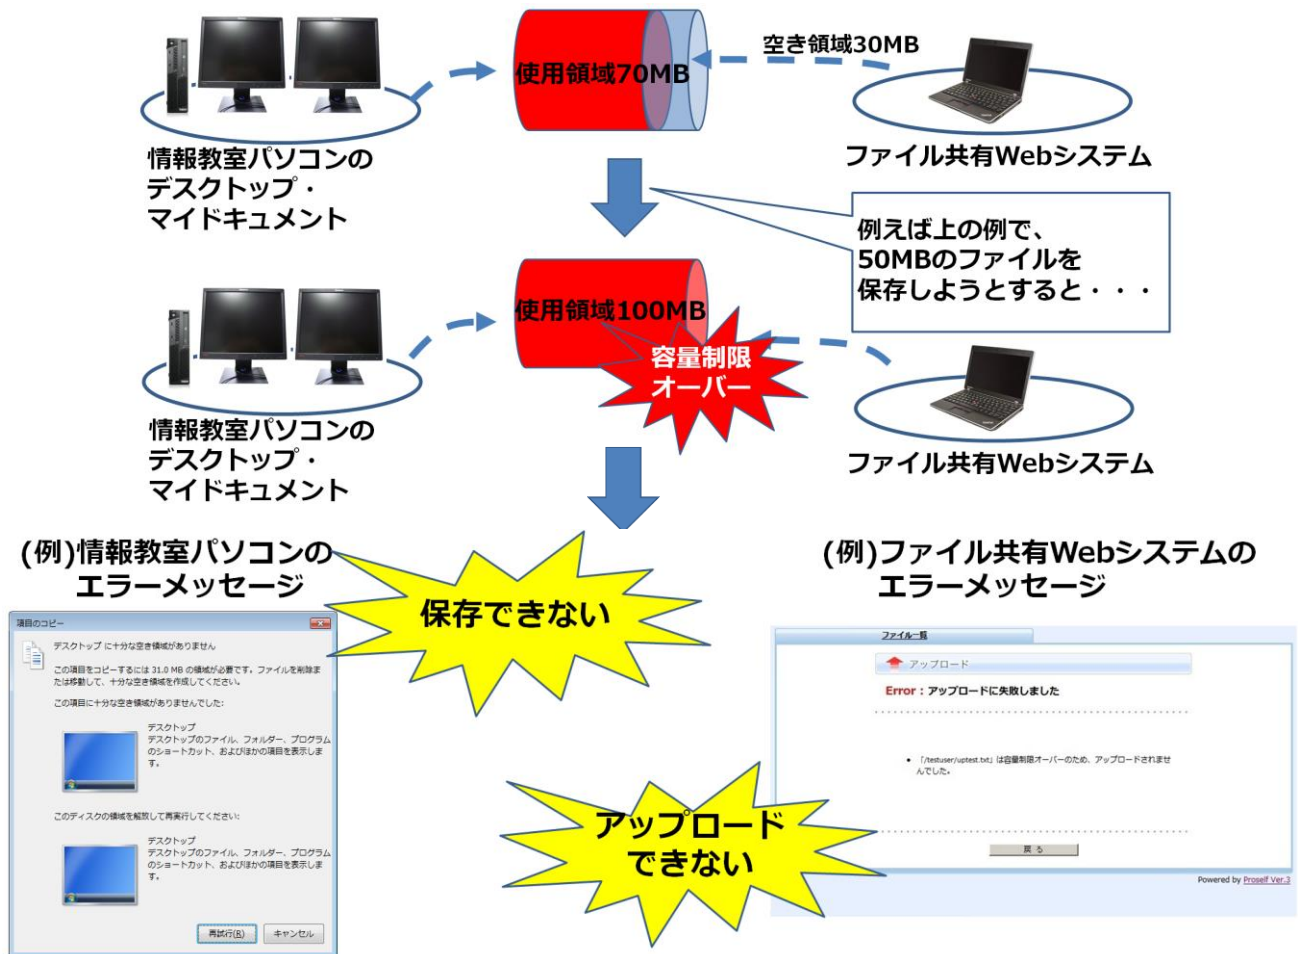 使用領域70MB
空き領域30MB
情報教室パソコンの
デスクトップ・
マイドキュメント
ファイル共有Webシステム
例えば上の例で、
50MBのファイルを
保存しようとすると・・・
使用領域100MB
容量制限
オーバー
情報教室パソコンの
デスクトップ・
マイドキュメント
ファイル共有Webシステム
(例)情報教室パソコンの
エラーメッセージ
保存できない
(例)ファイル共有Webシステムの
エラーメッセージ
項目のコピー
デスクトップ に十分な空き領域がありません
この項目をコピーするには 31.0 MB の領域が必要です。ファイルを削除ま
たは移動して、十分な空き領域を作成してください。
この項目に十分な空き領域がありませんでした:
デスクトップ
デスクトップのファイル、フォルダー、プログラム
のショートカット、およびほかの項目を表示しま
す。
このディスクの領域を解放して再実行してください:
デスクトップ
デスクトップのファイル、フォルダー、プログラム
のショートカット、およびほかの項目を表示しま
す。
再試行(R)
キャンセル
アップロード
できない
ファイル一覧
アップロード
Error：アップロードに失敗しました
• 「/testuser/uptest.txt」は容量制限オーバーのため、アップロードされませ
んでした。
戻 る
Powered by Proself Ver.3